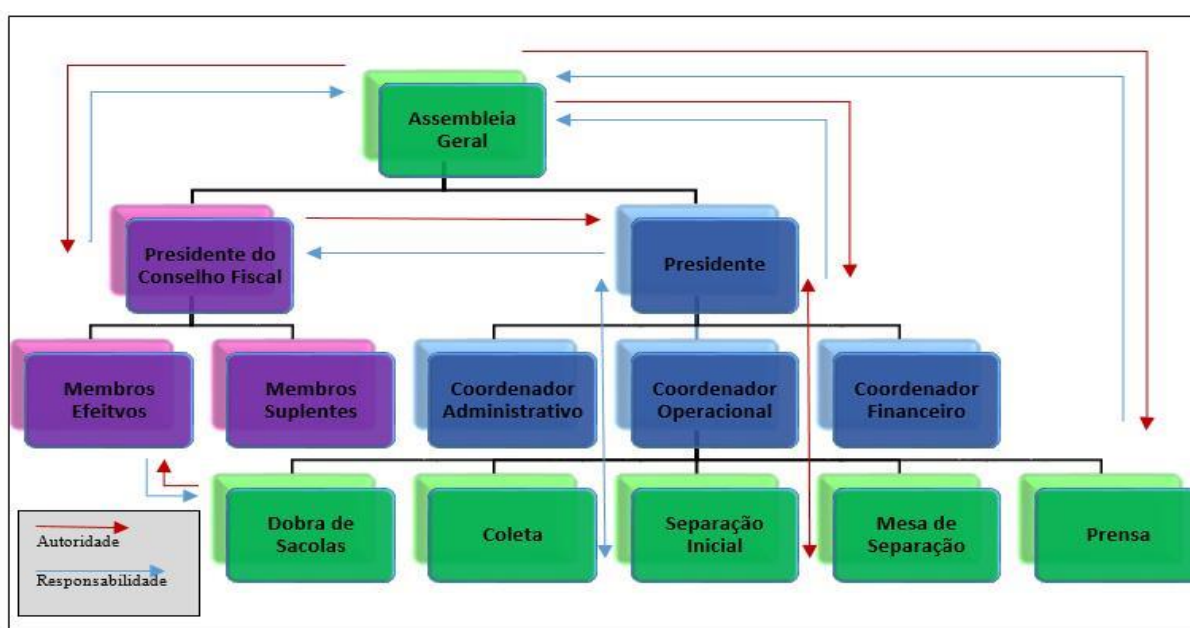 Assembleia
Geral
Presidente do
Conselho Fiscal
Presidente
Membros
Efeitvos
Membros
Suplentes
Coordenador
Administrativo
Coordenador
Operacional
Coordenador
Financeiro
Dobra de
Sacolas
Coleta
Separação
Inicial
Mesa de
Separação
Prensa
Autoridade
Responsabilidade